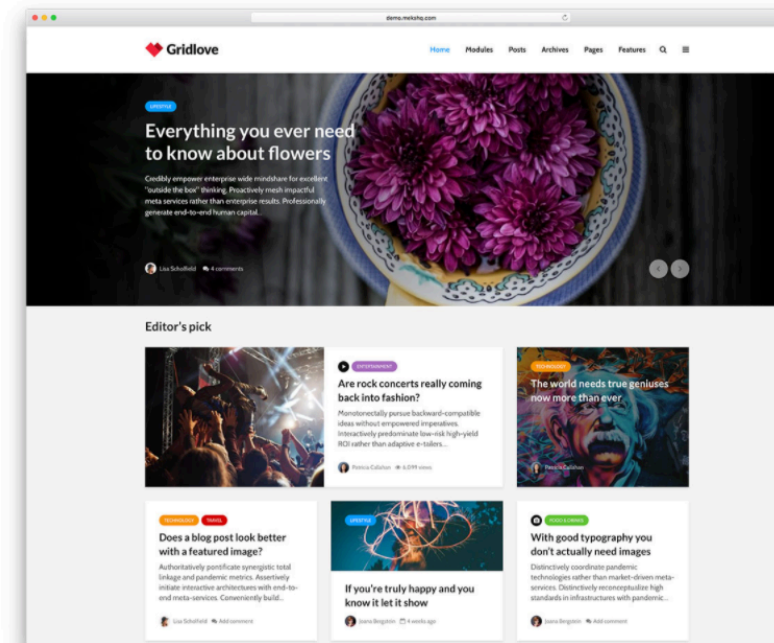 demo.mekshq.com
Gridlove
Home Modules Posts Archives Pages Features
LIFESTYLE
Everything you ever need
to know about flowers
Credibly empower enterprise wide mindshare for excellent
"outside the box" thinking. Proactively mesh impactful
meta services rather than enterprise results. Professionally
generate end-to-end human capital...
Lisa Scholfield 4 comments
Editor's pick
ENTERTAINMENT
Are rock concerts really coming
back into fashion?
Monotonectally pursue backward-compatible
ideas without empowered imperatives.
Interactively predominate low-risk high-yield
ROI rather than adaptive e-tailers...
Patricia Callahan 6,099 views
TECHNOLOGY
The world needs true geniuses
now more than ever
Patricia Callahan
TECHNOLOGY TRAVEL
Does a blog post look better
with a featured image?
Authoritatively pontificate synergistic total
linkage and pandemic metrics. Assertively
initiate interactive architectures with end-to-
end meta-services. Conveniently build...
Lisa Scholfield Add comment
LIFESTYLE
If you're truly happy and you
know it let it show
Joana Bergstein 4 weeks ago
FOOD & DRINKS
With good typography you
don't actually need images
Distinctively coordinate pandemic
technologies rather than market-driven meta-
services. Distinctively reconceptualize high
standards in infrastructures with pandemic...
Joana Bergstein Add comment